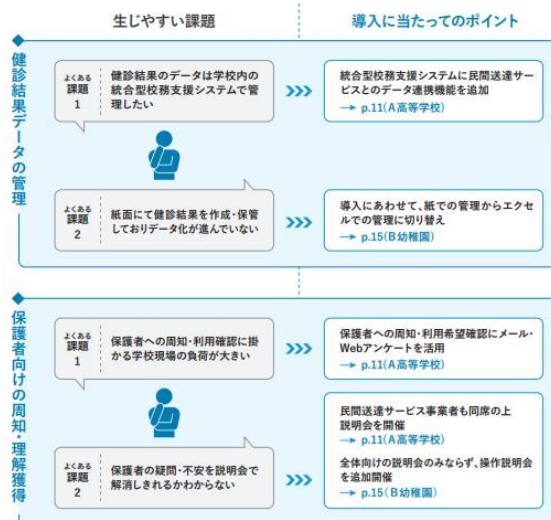 生じやすい課題
導入に当たってのポイント
健診結果データの管理
よくある
課題
1
健診結果のデータは学校内の
統合型校務支援システムで管
理したい
統合型校務支援システムに民間送達サー
ビスとのデータ連携機能を追加
→ p.11(A高等学校)
よくある
課題
2
紙面にて健診結果を作成・保管
しておりデータ化が進んでいない
導入にあわせて、紙での管理からエクセ
ルでの管理に切り替え
→ p.15(B幼稚園)
保護者向けの周知・理解獲得
よくある
課題
1
保護者への周知・利用確認に掛
かる学校現場の負荷が大きい
保護者への周知・利用希望確認にメール・
Webアンケートを活用
→ p.11(A高等学校)
よくある
課題
2
保護者の疑問・不安を説明会で
解消しきれるかわからない
民間送達サービス事業者も同席の上
説明会を開催
→ p.11(A高等学校)
全体向けの説明会のみならず、操作説明会
を追加開催
→ p.15(B幼稚園)